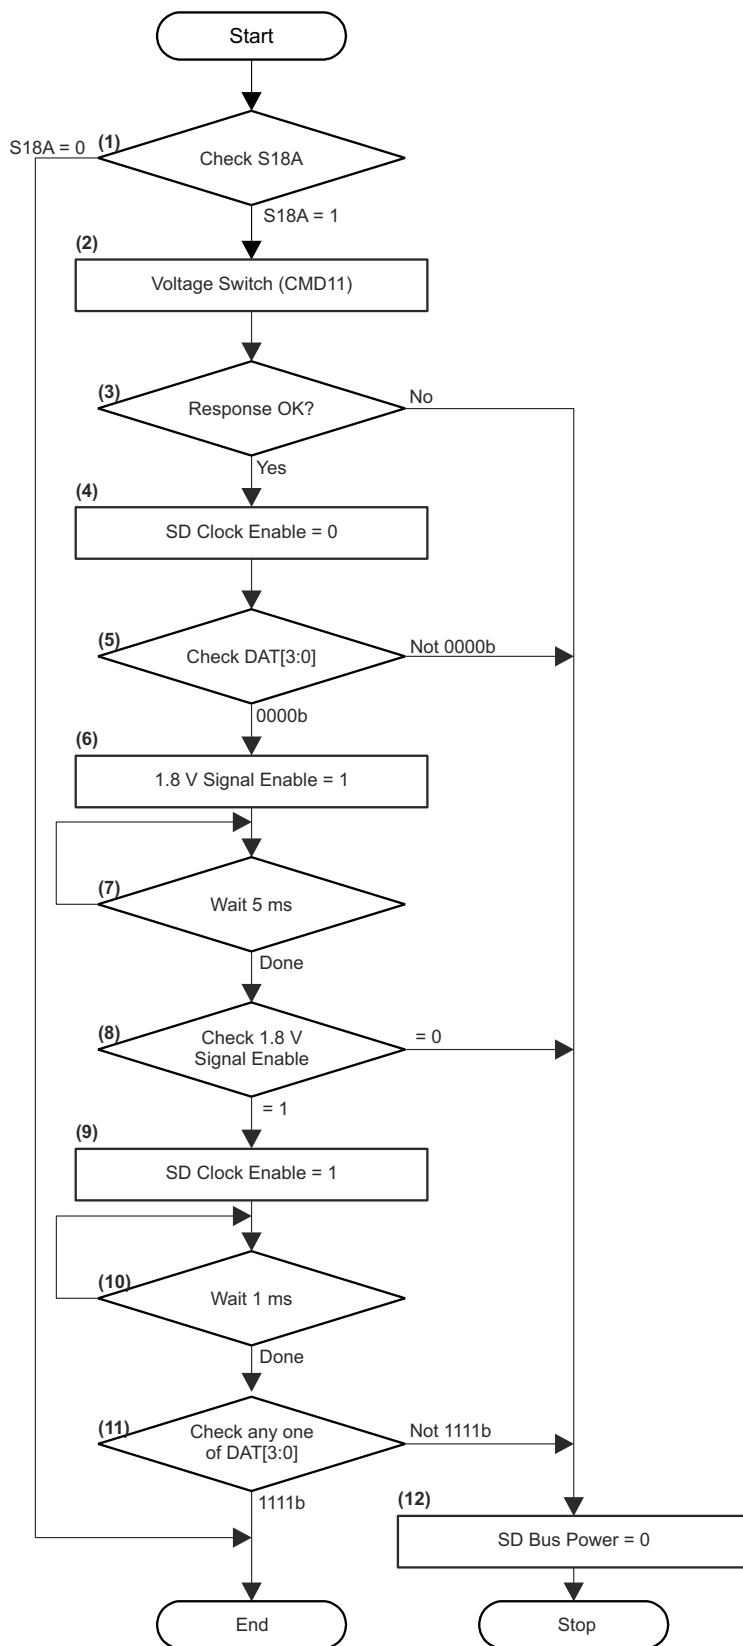 Start
S18A = 0
(1)
Check S18A
S18A = 1
(2)
Voltage Switch (CMD11)
(3)
Response OK?
No
Yes
(4)
SD Clock Enable = 0
(5)
Check DAT[3:0]
Not 0000b
0000b
(6)
1.8 V Signal Enable = 1
(7)
Wait 5 ms
Done
(8)
Check 1.8 V
Signal Enable
= 0
= 1
(9)
SD Clock Enable = 1
(10)
Wait 1 ms
Done
(11)
Check any one
of DAT[3:0]
Not 1111b
1111b
(12)
SD Bus Power = 0
End
Stop